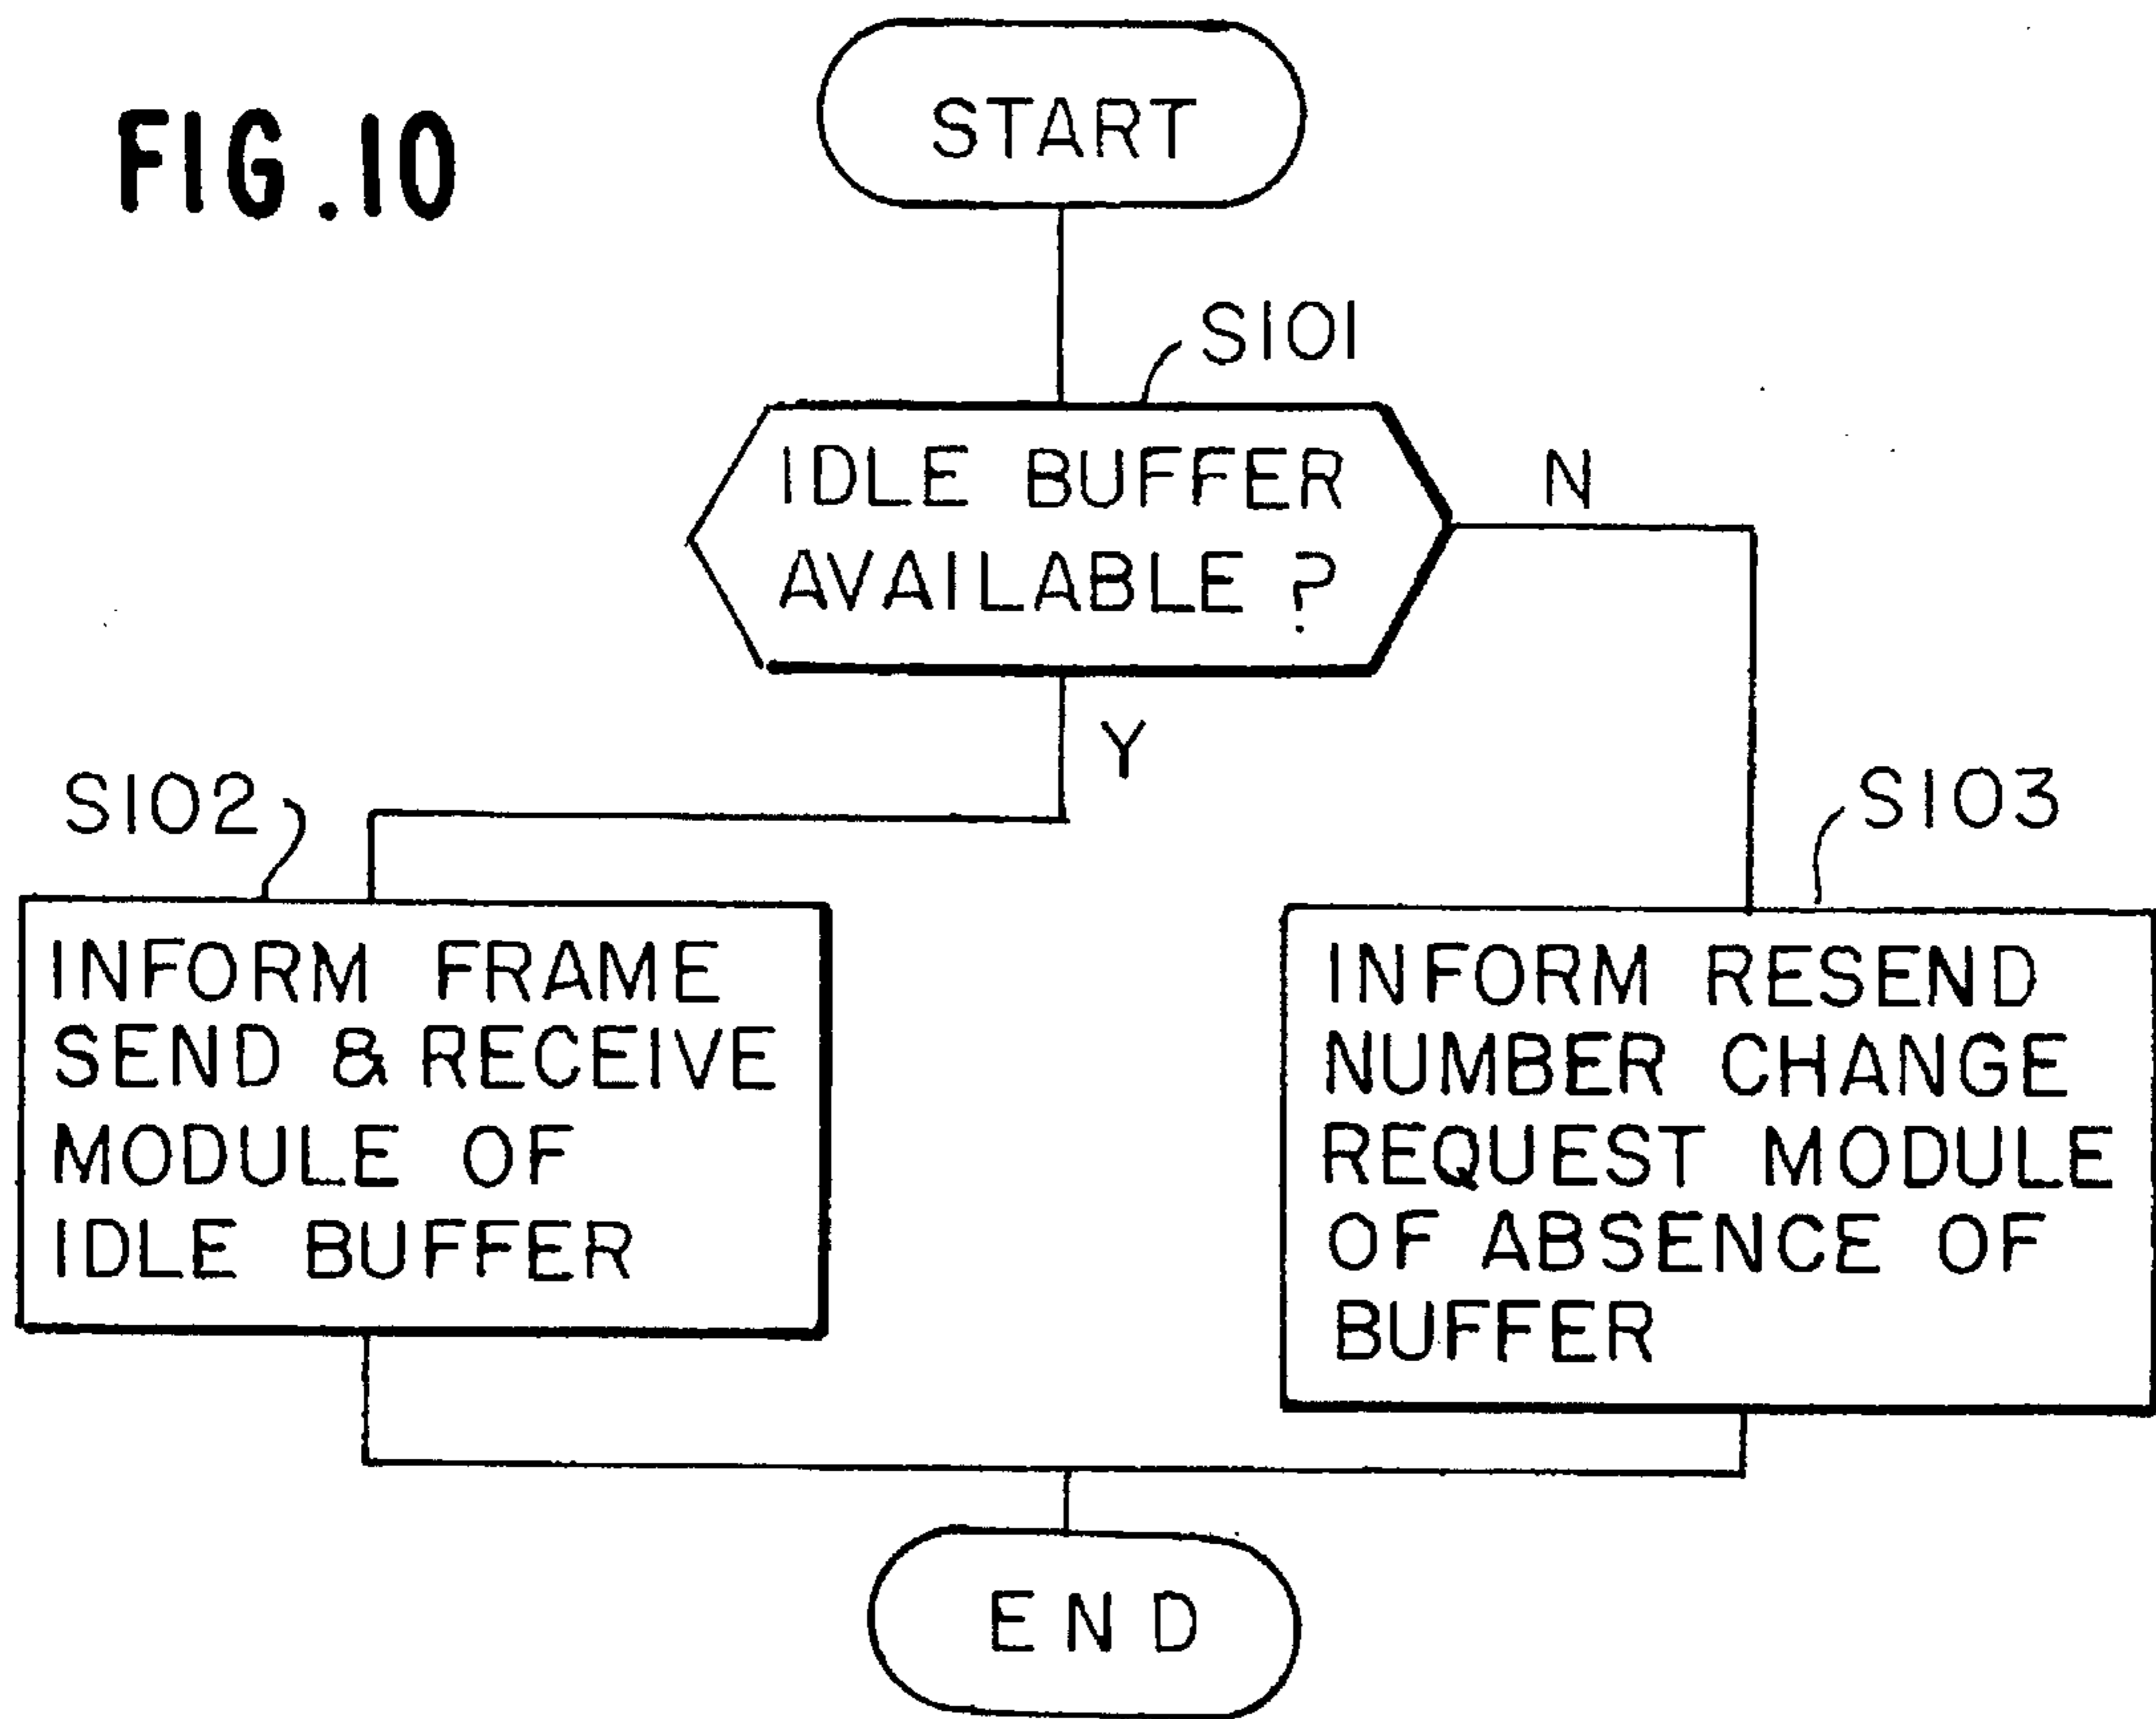 FIG.10
START
S101
IDLE BUFFER
AVAILABLE ?
N
Y
S102
INFORM FRAME
SEND & RECEIVE
MODULE OF
IDLE BUFFER
S103
INFORM RESEND
NUMBER CHANGE
REQUEST MODULE
OF ABSENCE OF
BUFFER
END